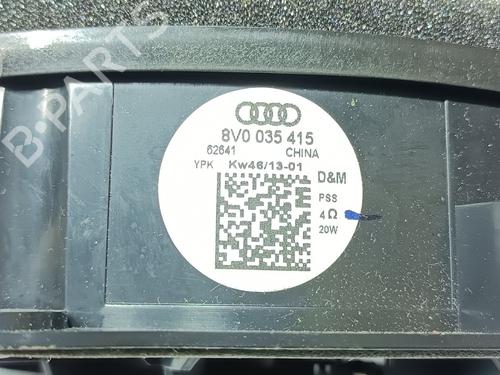 8V0 035 415
62641 CHINA
YPK Kw46/13-01
D&M
PSS
4Ω
20W
B-PARTS